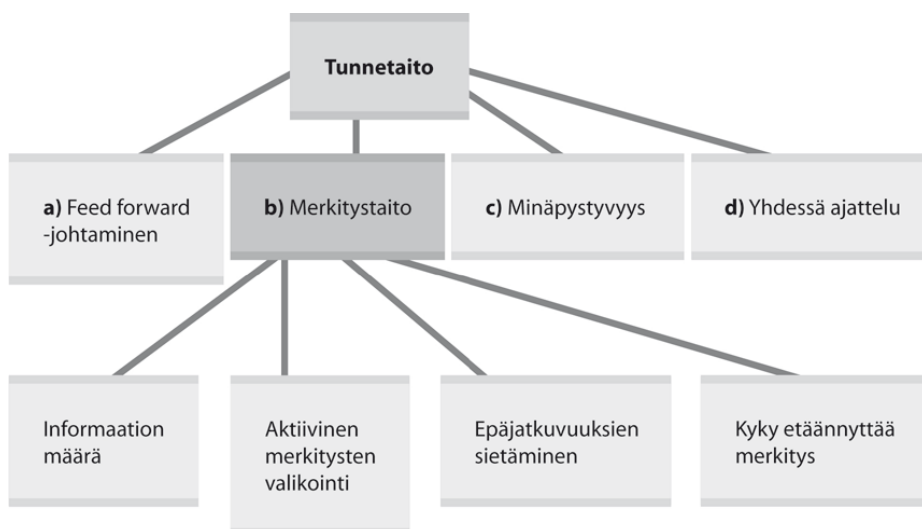 Tunnetaito
a) Feed forward
-johtaminen
b) Merkitystaito
c) Minäpystyvyys
d) Yhdessä ajattelu
Informaation
määrä
Aktiivinen
merkitysten
valikointi
Epäjatkuvuuksien
sietäminen
Kyky etäännyttää
merkitys